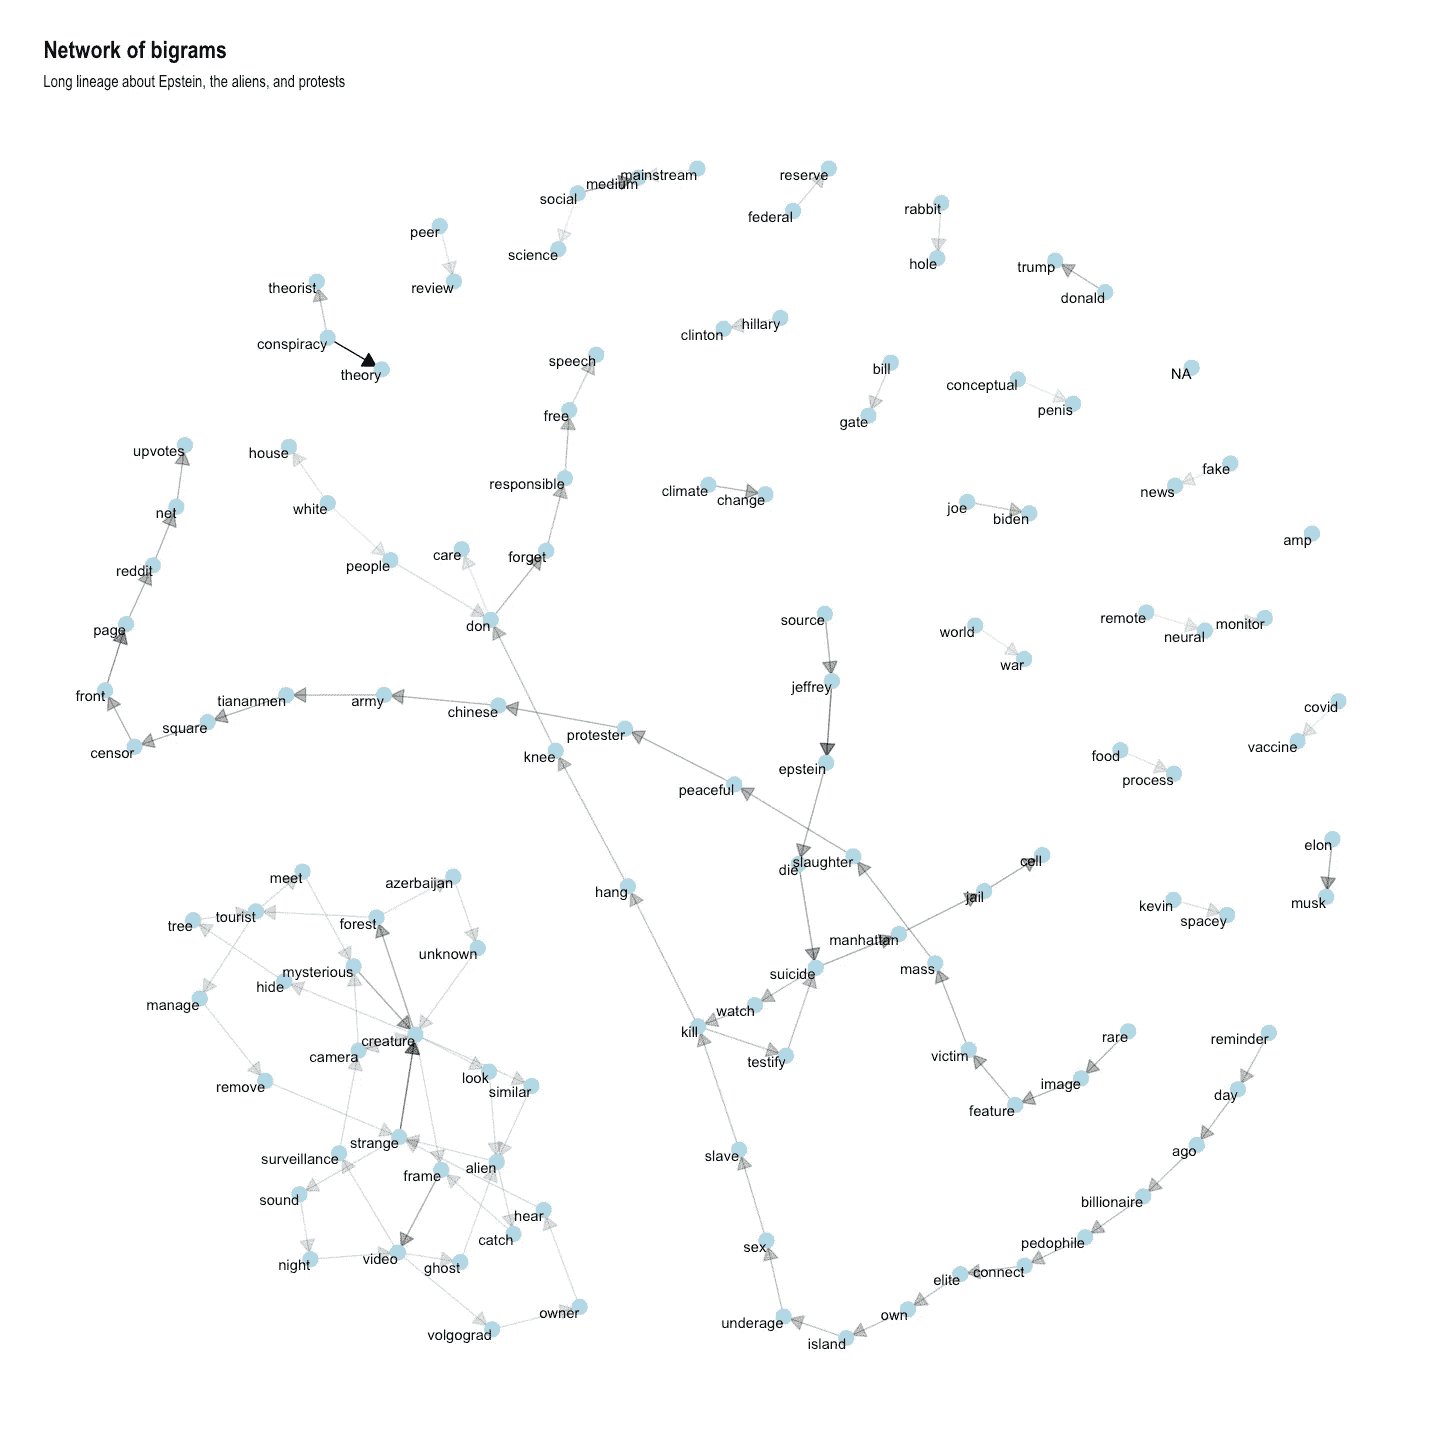 Network of bigrams
Long lineage about Epstein, the aliens, and protests
mainstream
medium
social
reserve
federal
rabbit
peer
science
hole
trump
theorist
review
donald
clinton
hillary
conspiracy
theory
speech
bill
NA
conceptual
penis
free
gate
upvotes
house
fake
responsible
climate
news
change
white
joe
net
biden
amp
care
forget
people
reddit
source
remote
monitor
don
page
world
neural
war
jeffrey
front
tiananmen
army
chinese
covid
square
protester
vaccine
censor
knee
food
epstein
process
peaceful
elon
slaughter
cell
die
meet
azerbaijan
hang
jail
musk
kevin
tourist
spacey
tree
forest
manhattan
unknown
mass
mysterious
suicide
hide
manage
watch
kill
rare
reminder
creature
camera
victim
testify
look
image
remove
similar
day
feature
strange
ago
slave
surveillance
alien
frame
sound
billionaire
hear
catch
pedophile
sex
video
night
ghost
connect
elite
owner
own
underage
volgograd
island